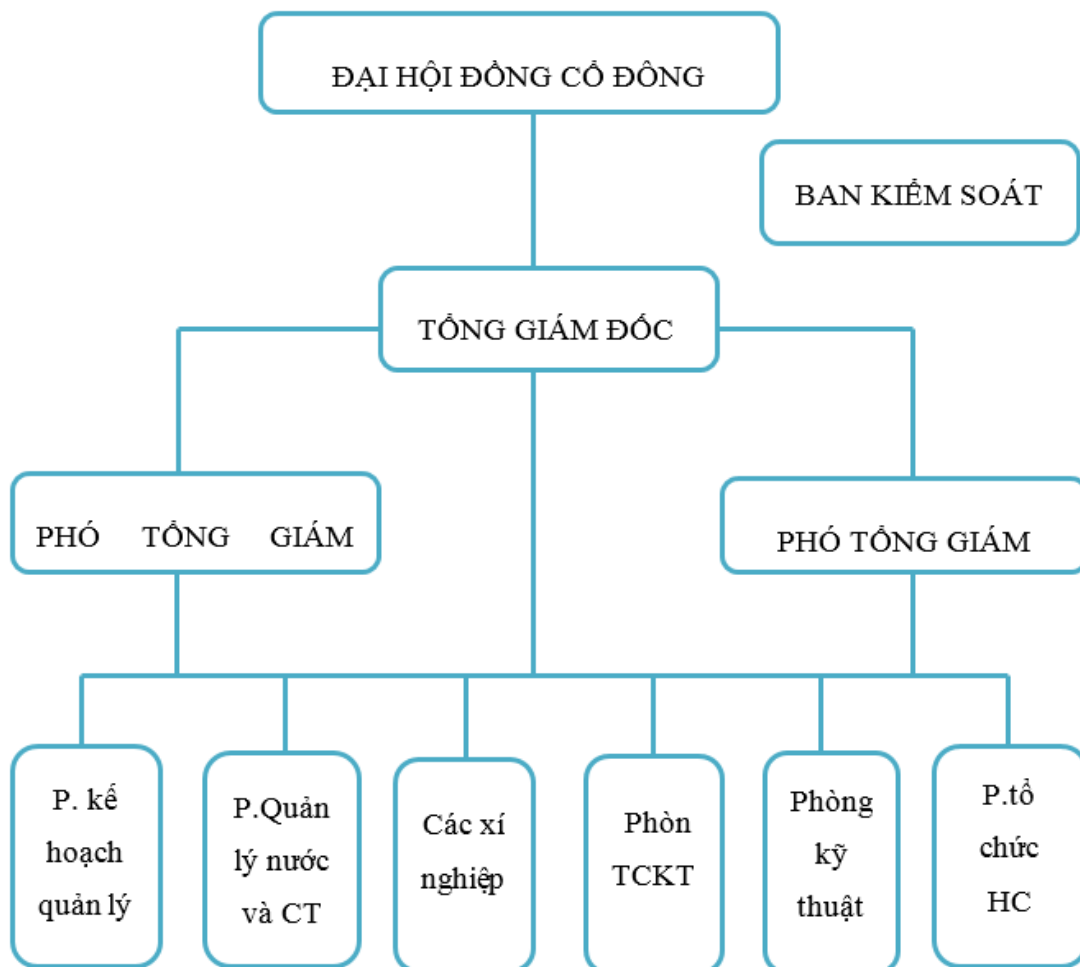 ĐẠI HỘI ĐỒNG CỔ ĐÔNG
BAN KIỂM SOÁT
TỔNG GIÁM ĐỐC
PHÓ TỔNG GIÁM
PHÓ TỔNG GIÁM
P. kế
hoạch
quản lý
P.Quản
lý nước
và CT
Các xí
nghiệp
Phòn
TCKT
Phòng
kỹ
thuật
P.tổ
chức
HC